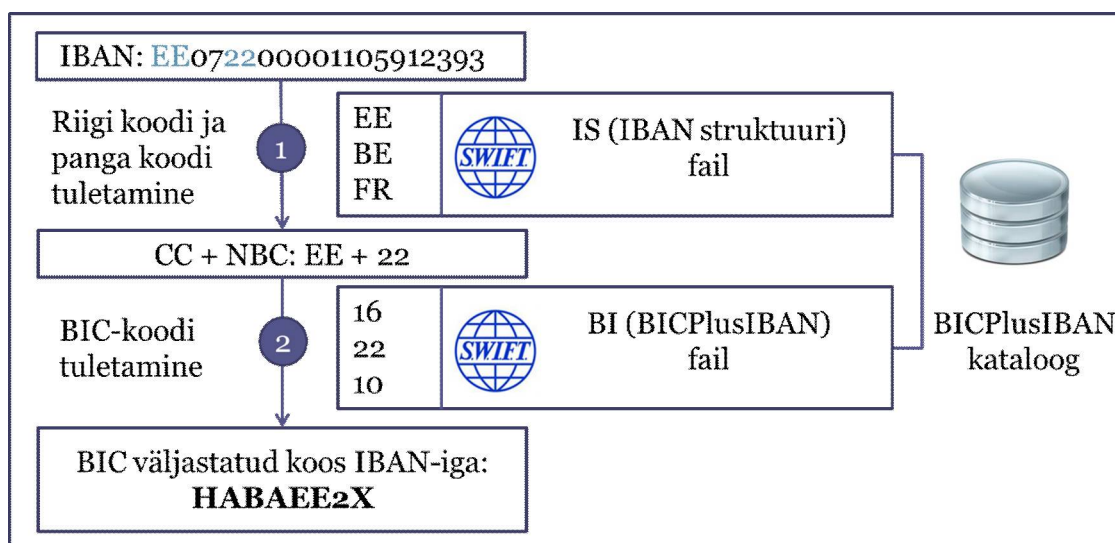 IBAN: EE072200001105912393
Riigi koodi ja
panga koodi
tuletamine
1
EE
BE
FR
SWIFT
IS (IBAN struktuuri)
fail
CC + NBC: EE + 22
BIC-koodi
tuletamine
2
16
22
10
SWIFT
BI (BICPlusIBAN)
fail
BICPlusIBAN
kataloog
BIC väljastatud koos IBAN-iga:
HABAEE2X